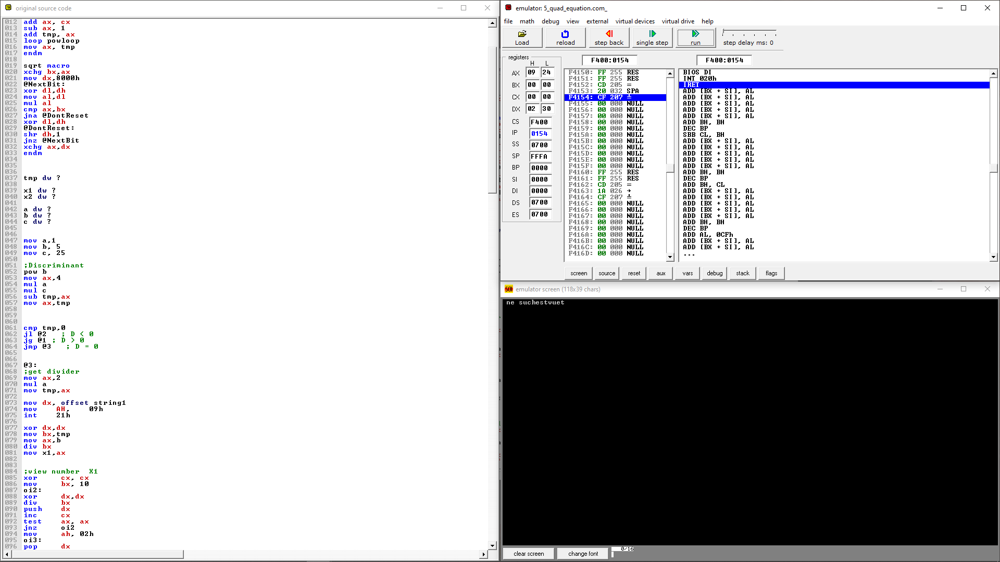 original source code
012 add ax, cx
013 sub ax, 1
014 add tmp, ax
015 loop powloop
016 mov ax, tmp
017 endm
018
019 sqrt macro
020 xchg bx,ax
021 mov dx,8000h
022 @NextBit:
023 xor dl,dh
024 mov al,dl
025 mul al
026 cmp ax,bx
027 jna @DontReset
028 xor dl,dh
029 @DontReset:
030 shr dh,1
031 jnz @NextBit
032 xchg ax,dx
033 endm
034
035
036
037 tmp dw ?
038
039 x1 dw ?
040 x2 dw ?
041
042 a dw ?
043 b dw ?
044 c dw ?
045
046
047 mov a,1
048 mov b, 5
049 mov c, 25
050
051 ;Discriminant
052 pow b
053 mov ax,4
054 mul a
055 mul c
056 sub tmp,ax
057 mov ax,tmp
058
059
060
061 cmp tmp,0
062 jl @2 ; D < 0
063 jg @1 ; D > 0
064 jmp @3 ; D = 0
065
066
067 @3:
068 ;get divider
069 mov ax,2
070 mul a
071 mov tmp,ax
072
073 mov dx, offset string1
074 mov AH, 09h
075 int 21h
076
077 xor dx,dx
078 mov bx,tmp
079 mov ax,b
080 div bx
081 mov x1,ax
082
083
084 ;view number X1
085 xor cx, cx
086 mov bx, 10
087 oi2:
088 xor dx,dx
089 div bx
090 push dx
091 inc cx
092 test ax, ax
093 jnz oi2
094 mov ah, 02h
095 oi3:
096 pop dx
emulator: 5_quad_equation.com_
file math debug view external virtual devices virtual drive help
Load reload step back single step run step delay ms: 0
registers F400:0154 F400:0154
H L
AX 09 24
BX 00 00
CX 00 00
DX 02 30
CS F400
IP 0154
SS 0700
SP FFFA
BP 0000
SI 0000
DI 0000
DS 0700
ES 0700
F4150: FF 255 RES
F4151: FF 255 RES
F4152: CD 205 =
F4153: 20 032 SPA
F4154: CF 207 ╧
F4155: 00 000 NULL
F4156: 00 000 NULL
F4157: 00 000 NULL
F4158: 00 000 NULL
F4159: 00 000 NULL
F415A: 00 000 NULL
F415B: 00 000 NULL
F415C: 00 000 NULL
F415D: 00 000 NULL
F415E: 00 000 NULL
F415F: 00 000 NULL
F4160: FF 255 RES
F4161: FF 255 RES
F4162: CD 205 =
F4163: 1A 026 →
F4164: CF 207 ╧
F4165: 00 000 NULL
F4166: 00 000 NULL
F4167: 00 000 NULL
F4168: 00 000 NULL
F4169: 00 000 NULL
F416A: 00 000 NULL
F416B: 00 000 NULL
F416C: 00 000 NULL
F416D: 00 000 NULL
BIOS DI
INT 020h
IRET
ADD [BX + SI], AL
ADD [BX + SI], AL
ADD [BX + SI], AL
ADD [BX + SI], AL
ADD [BX + SI], AL
ADD BH, BH
DEC BP
SBB CL, BH
ADD [BX + SI], AL
ADD [BX + SI], AL
ADD [BX + SI], AL
ADD [BX + SI], AL
ADD [BX + SI], AL
ADD BH, BH
DEC BP
ADD BH, CL
ADD [BX + SI], AL
ADD [BX + SI], AL
ADD [BX + SI], AL
ADD [BX + SI], AL
ADD [BX + SI], AL
ADD BH, BH
DEC BP
ADD AL, 0CFh
ADD [BX + SI], AL
ADD [BX + SI], AL
...
screen source reset aux vars debug stack flags
emulator screen (118x39 chars)
ne suchestvuet
clear screen change font 0/16